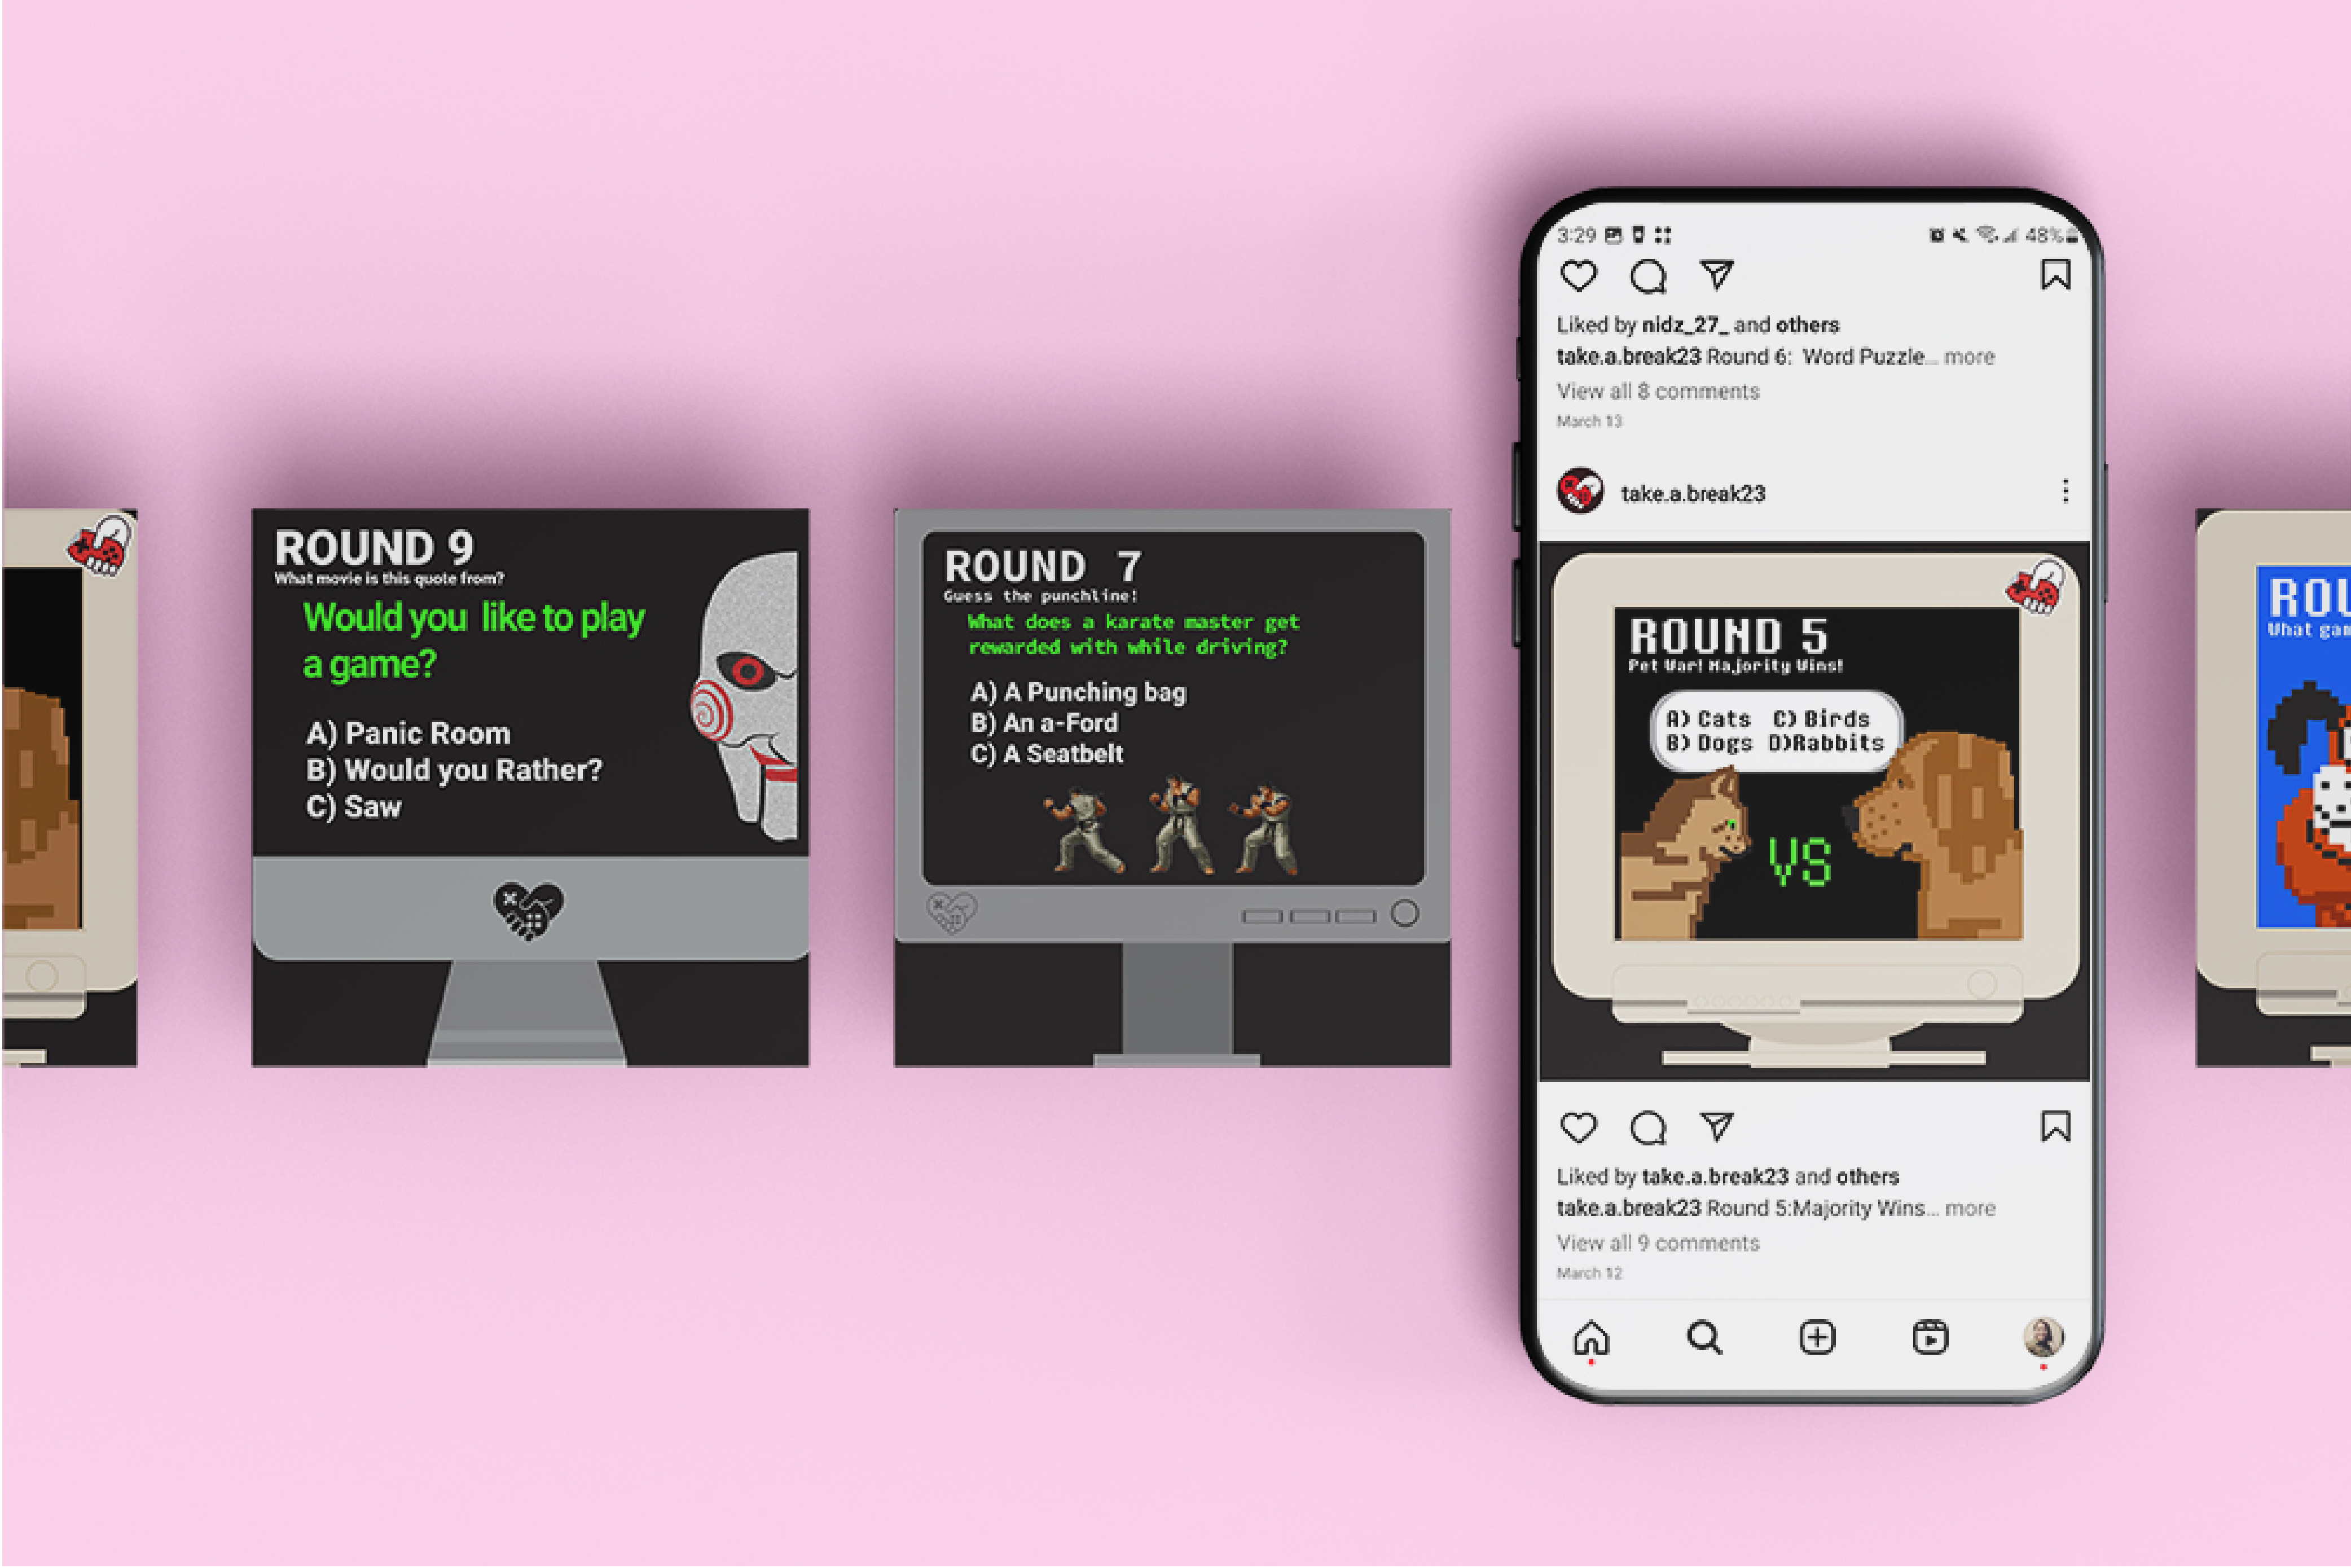 ROUND 9
What movie is this quote from?
Would you like to play
a game?
A) Panic Room
B) Would you Rather?
C) Saw
ROUND 7
Guess the punchline!
What does a karate master get
rewarded with while driving?
A) A Punching bag
B) An a-Ford
C) A Seatbelt
3:29 48%
Liked by nidz_27_ and others
take.a.break23 Round 6: Word Puzzle... more
View all 8 comments
March 13
take.a.break23
ROUND 5
Pet War! Majority Wins!
A) Cats C) Birds
B) Dogs D)Rabbits
VS
Liked by take.a.break23 and others
take.a.break23 Round 5:Majority Wins... more
View all 9 comments
March 12
ROU
What gam